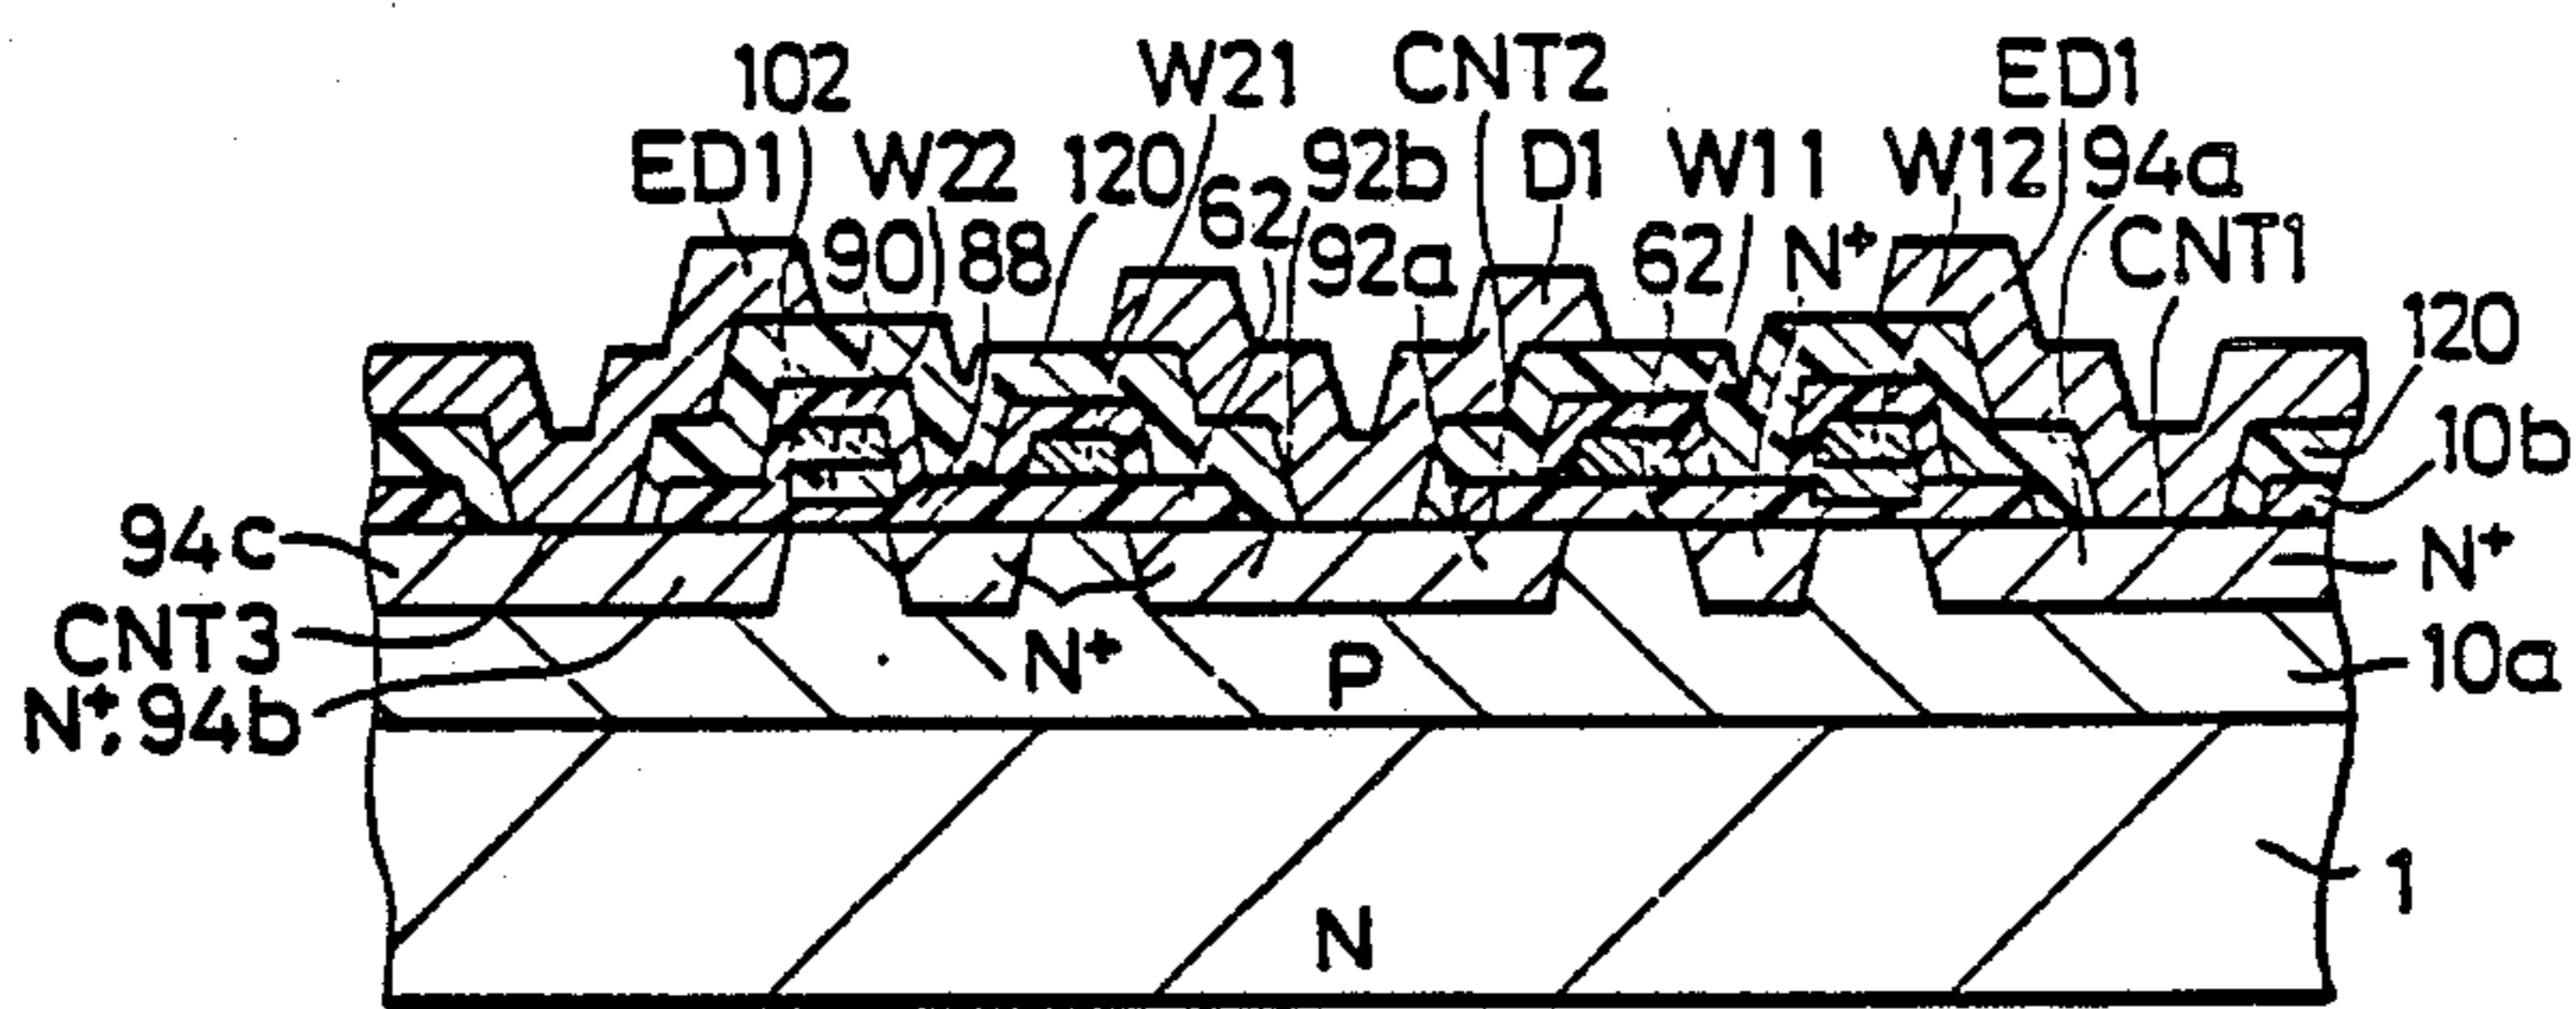 102 W21 CNT2 ED1
ED1 W22 120 62 92b D1 W11 W12 94a
90 88 92a 62 N+ CNT1
120
10b
94c N+
CNT3 N+ P 10a
N+,94b
1
N